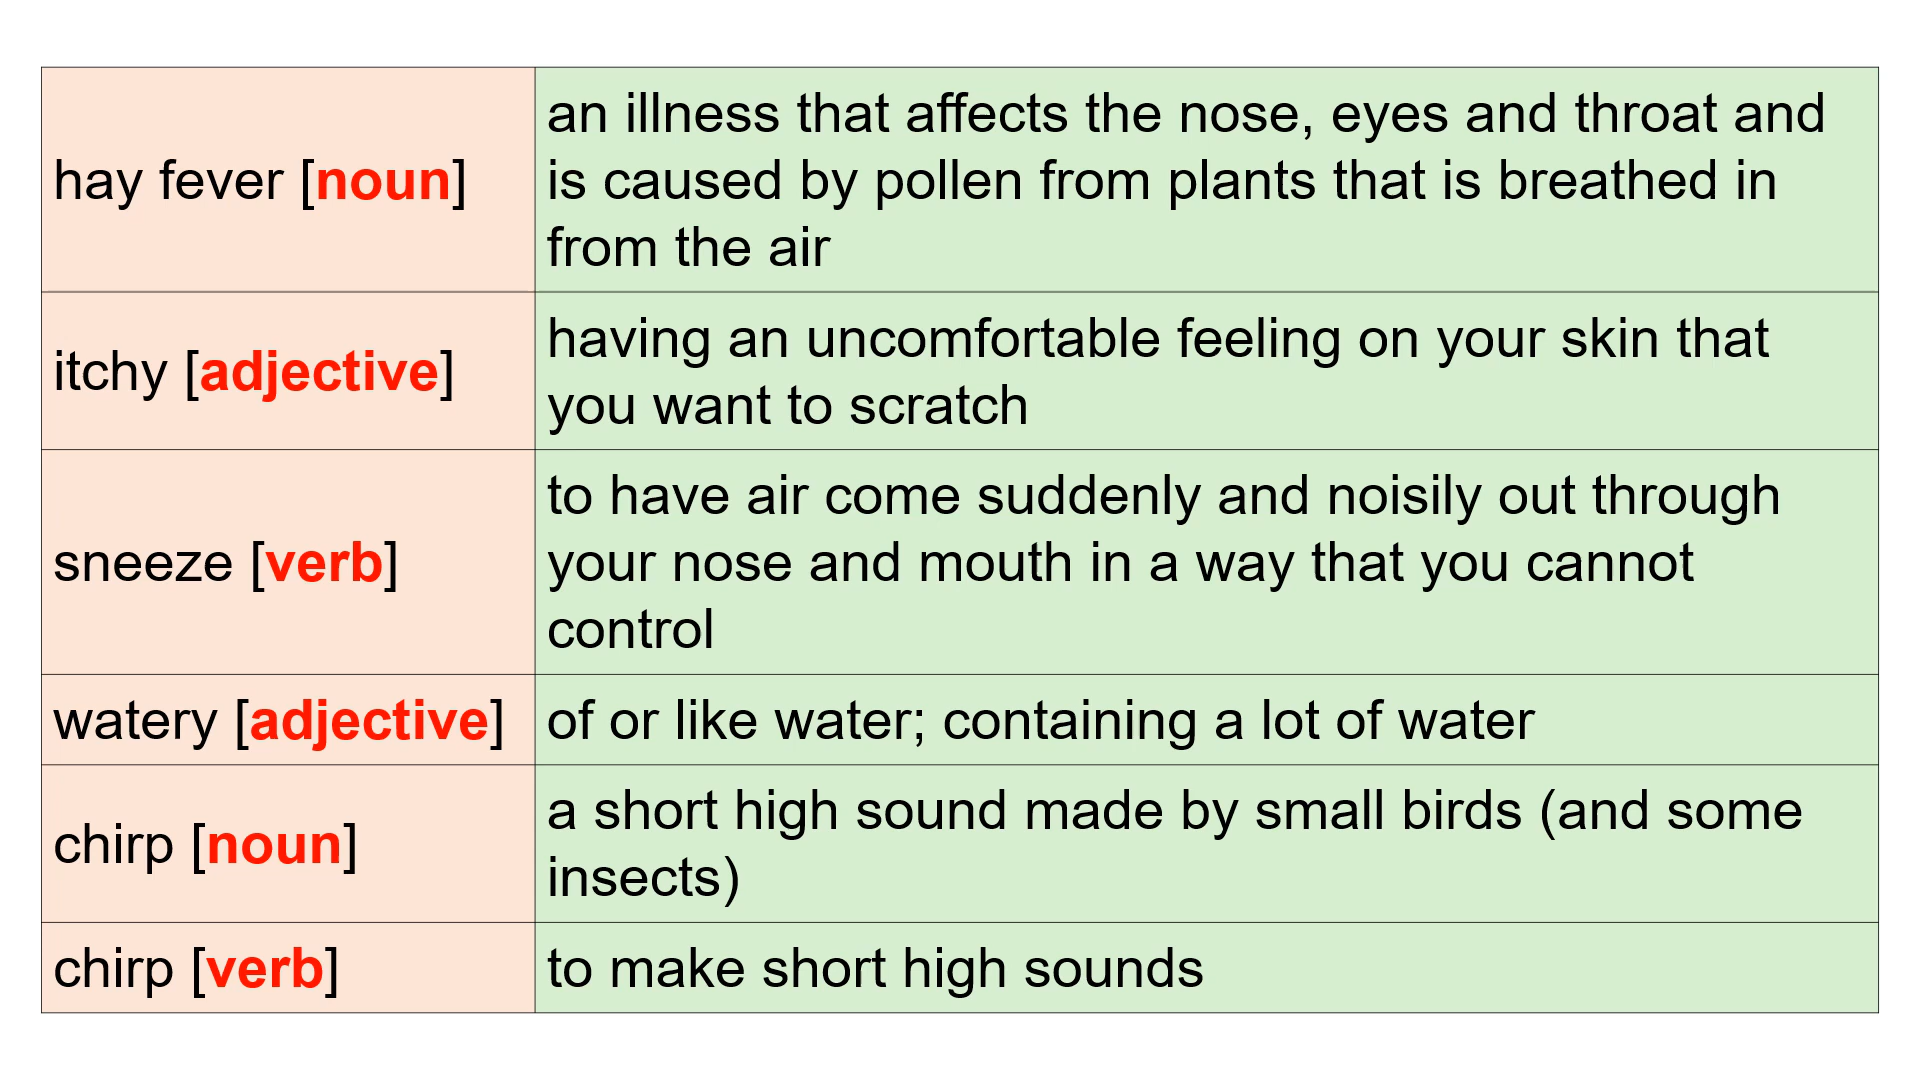 hay fever [noun]
an illness that affects the nose, eyes and throat and
is caused by pollen from plants that is breathed in
from the air
itchy [adjective]
having an uncomfortable feeling on your skin that
you want to scratch
sneeze [verb]
to have air come suddenly and noisily out through
your nose and mouth in a way that you cannot
control
watery [adjective]
of or like water; containing a lot of water
chirp [noun]
a short high sound made by small birds (and some
insects)
chirp [verb]
to make short high sounds